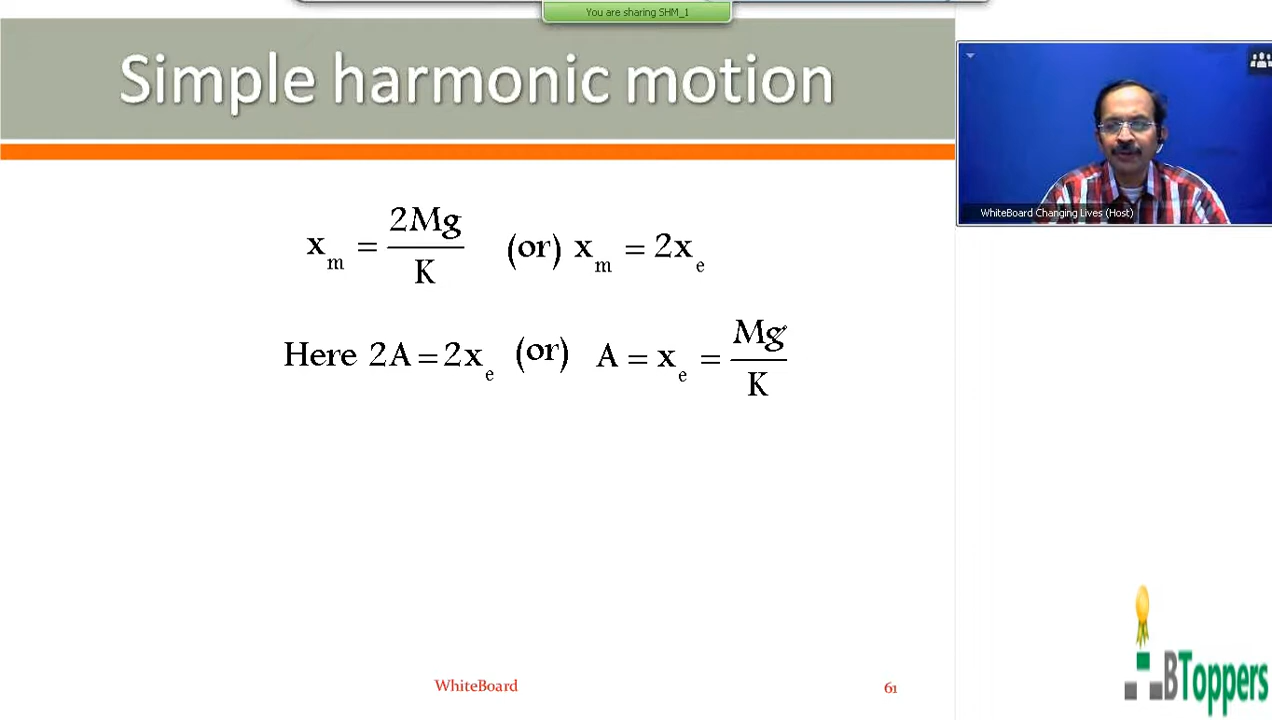 You are sharing SHM_1
Simple harmonic motion
WhiteBoard Changing Lives (Host)
x_m = 2Mg/K (or) x_m = 2x_e
Here 2A = 2x_e (or) A = x_e = Mg/K
WhiteBoard
61
BToppers